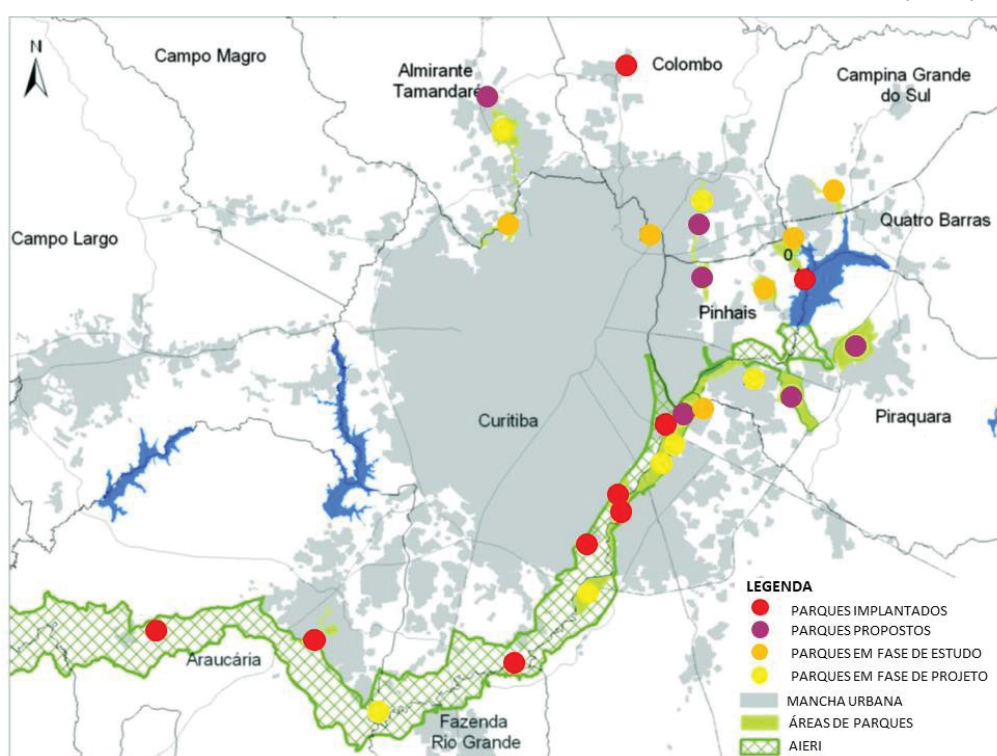 N
Campo Magro
Almirante
Tamandaré
Colombo
Campina Grande
do Sul
Campo Largo
Quatro Barras
0
Pinhais
Curitiba
Piraquara
Araucária
Fazenda
Rio Grande
LEGENDA
PARQUES IMPLANTADOS
PARQUES PROPOSTOS
PARQUES EM FASE DE ESTUDO
PARQUES EM FASE DE PROJETO
MANCHA URBANA
ÁREAS DE PARQUES
AIERI